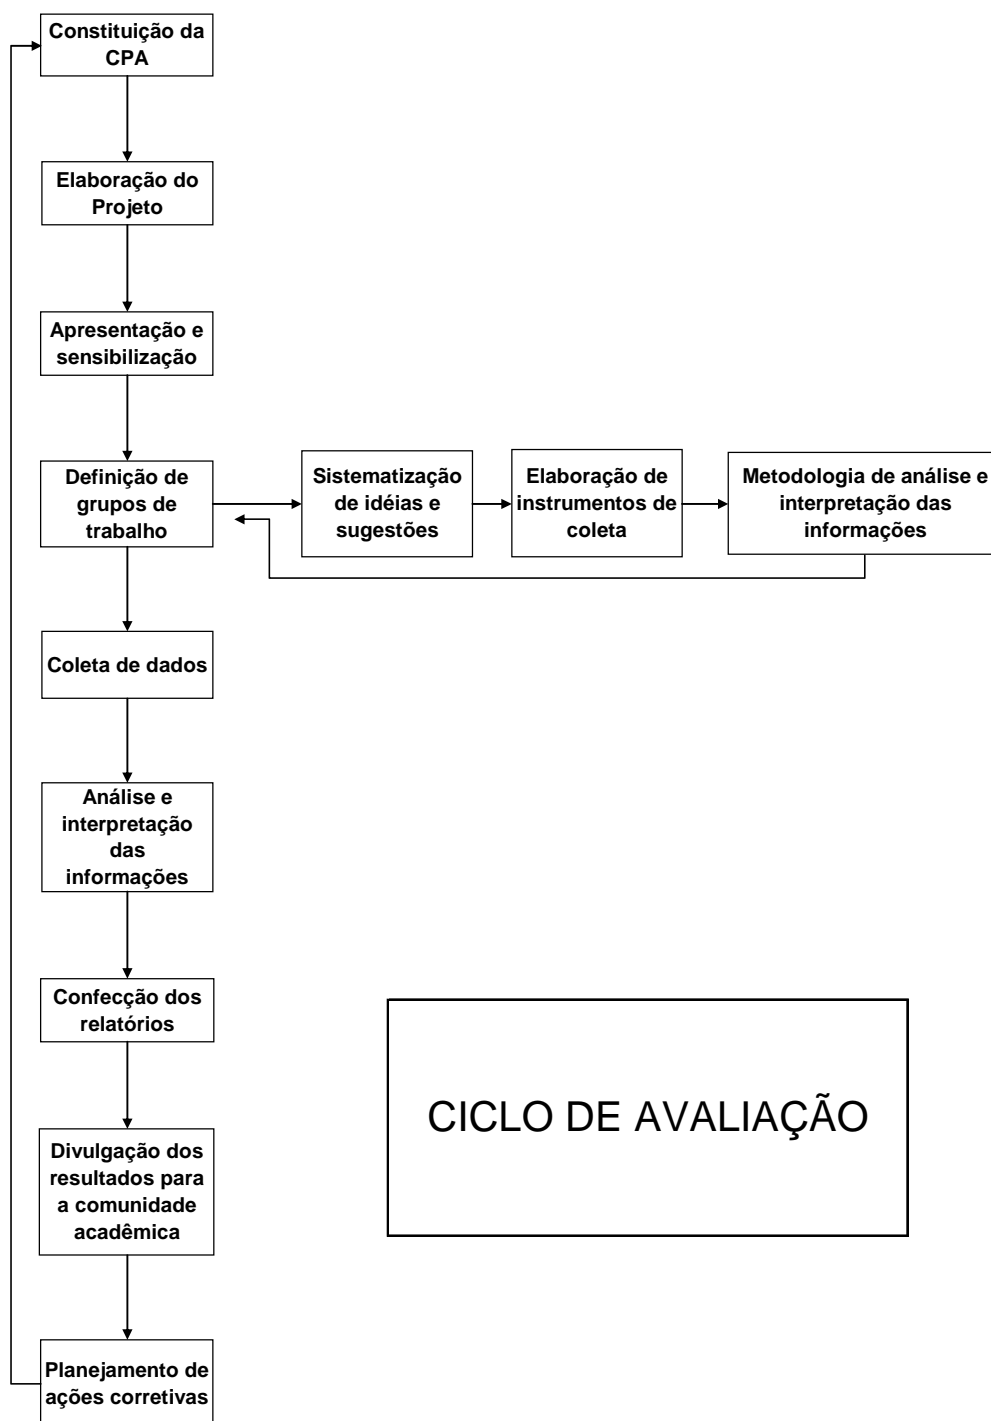 Constituição da
CPA
Elaboração do
Projeto
Apresentação e
sensibilização
Definição de
grupos de
trabalho
Sistematização
de idéias e
sugestões
Elaboração de
instrumentos de
coleta
Metodologia de análise e
interpretação das
informações
Coleta de dados
Análise e
interpretação
das
informações
Confecção dos
relatórios
CICLO DE AVALIAÇÃO
Divulgação dos
resultados para
a comunidade
acadêmica
Planejamento de
ações corretivas